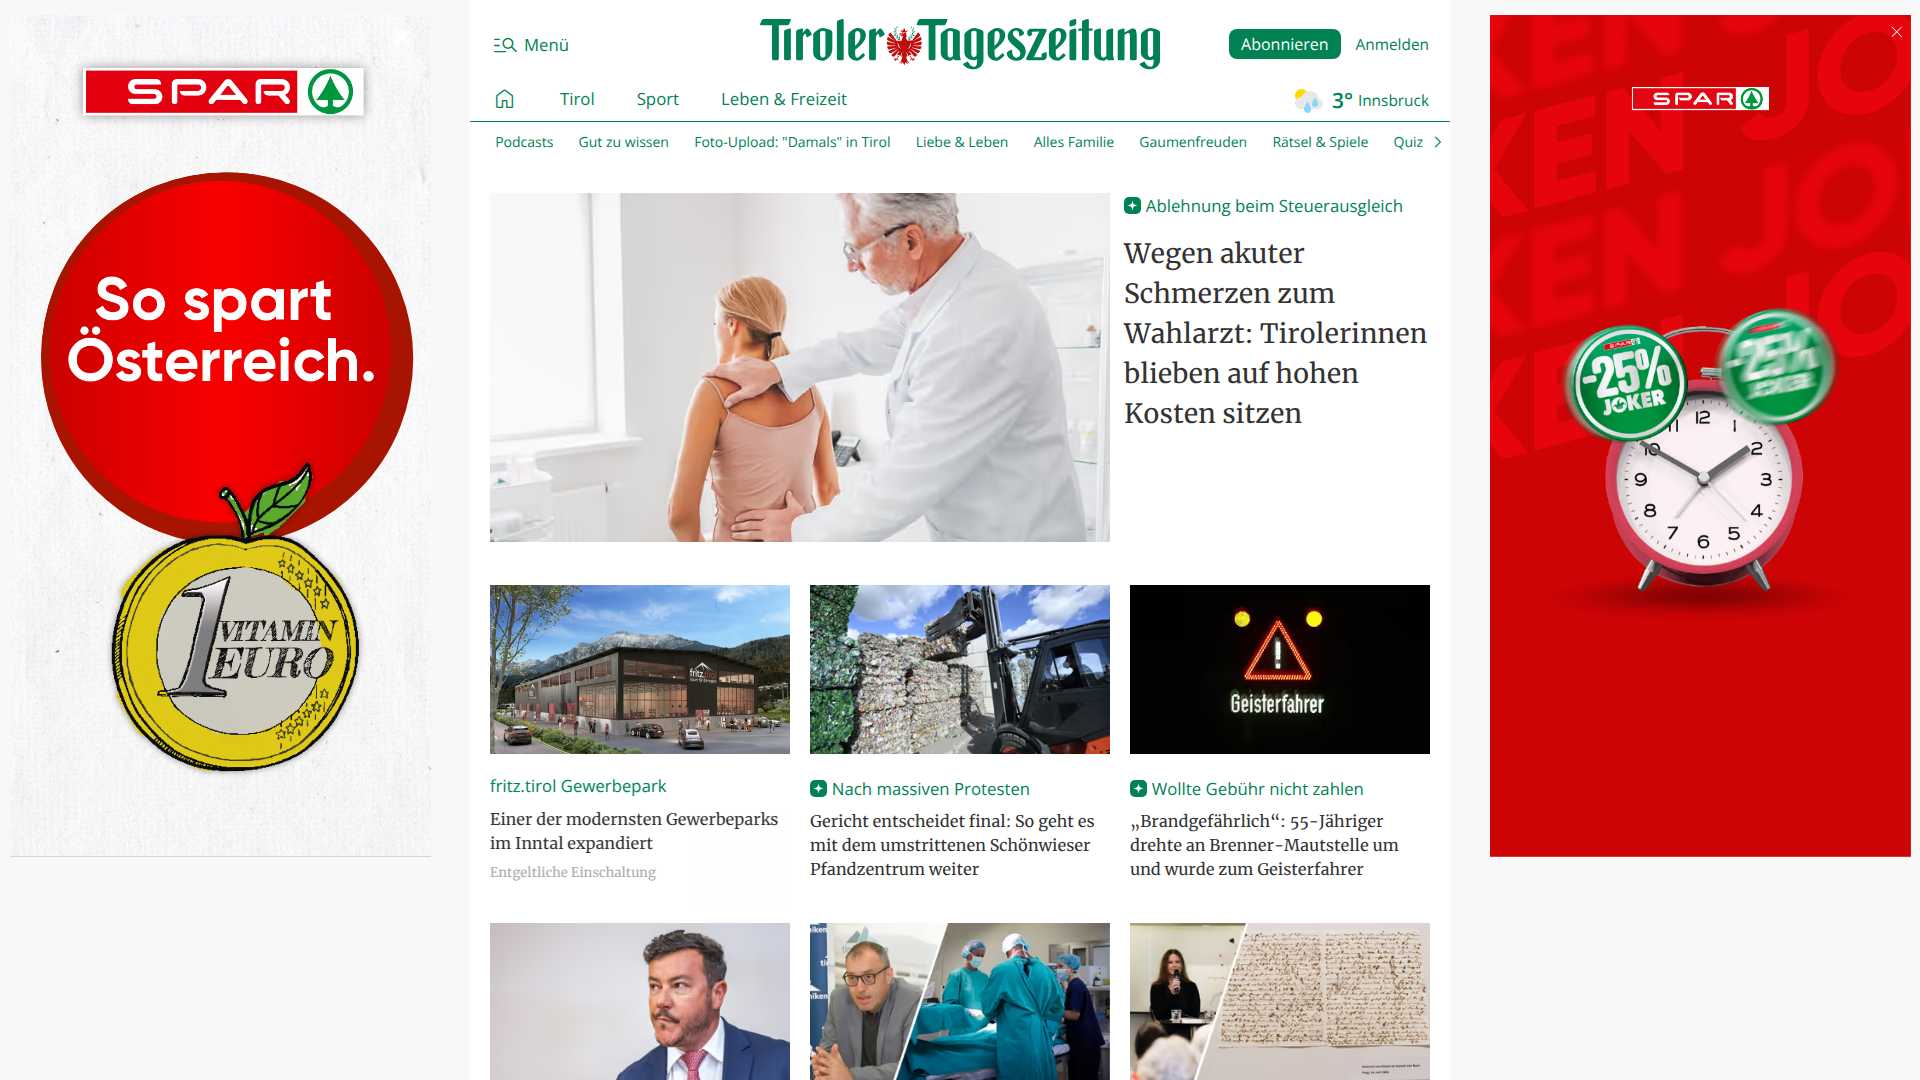 SPAR
So spart
Österreich.
1 VITAMIN
EURO
Menü
Tiroler Tageszeitung
Abonnieren
Anmelden
Tirol
Sport
Leben & Freizeit
3° Innsbruck
Podcasts
Gut zu wissen
Foto-Upload: "Damals" in Tirol
Liebe & Leben
Alles Familie
Gaumenfreuden
Rätsel & Spiele
Quiz
Ablehnung beim Steuerausgleich
Wegen akuter
Schmerzen zum
Wahlarzt: Tirolerinnen
blieben auf hohen
Kosten sitzen
fritz.tirol
Geisterfahrer
fritz.tirol Gewerbepark
Einer der modernsten Gewerbeparks
im Inntal expandiert
Entgeltliche Einschaltung
Nach massiven Protesten
Gericht entscheidet final: So geht es
mit dem umstrittenen Schönwieser
Pfandzentrum weiter
Wollte Gebühr nicht zahlen
„Brandgefährlich“: 55-Jähriger
drehte an Brenner-Mautstelle um
und wurde zum Geisterfahrer
SPAR
JOKER
-25%
JOKER
-25%
JOKER
12
1
2
3
4
5
6
7
8
9
10
11